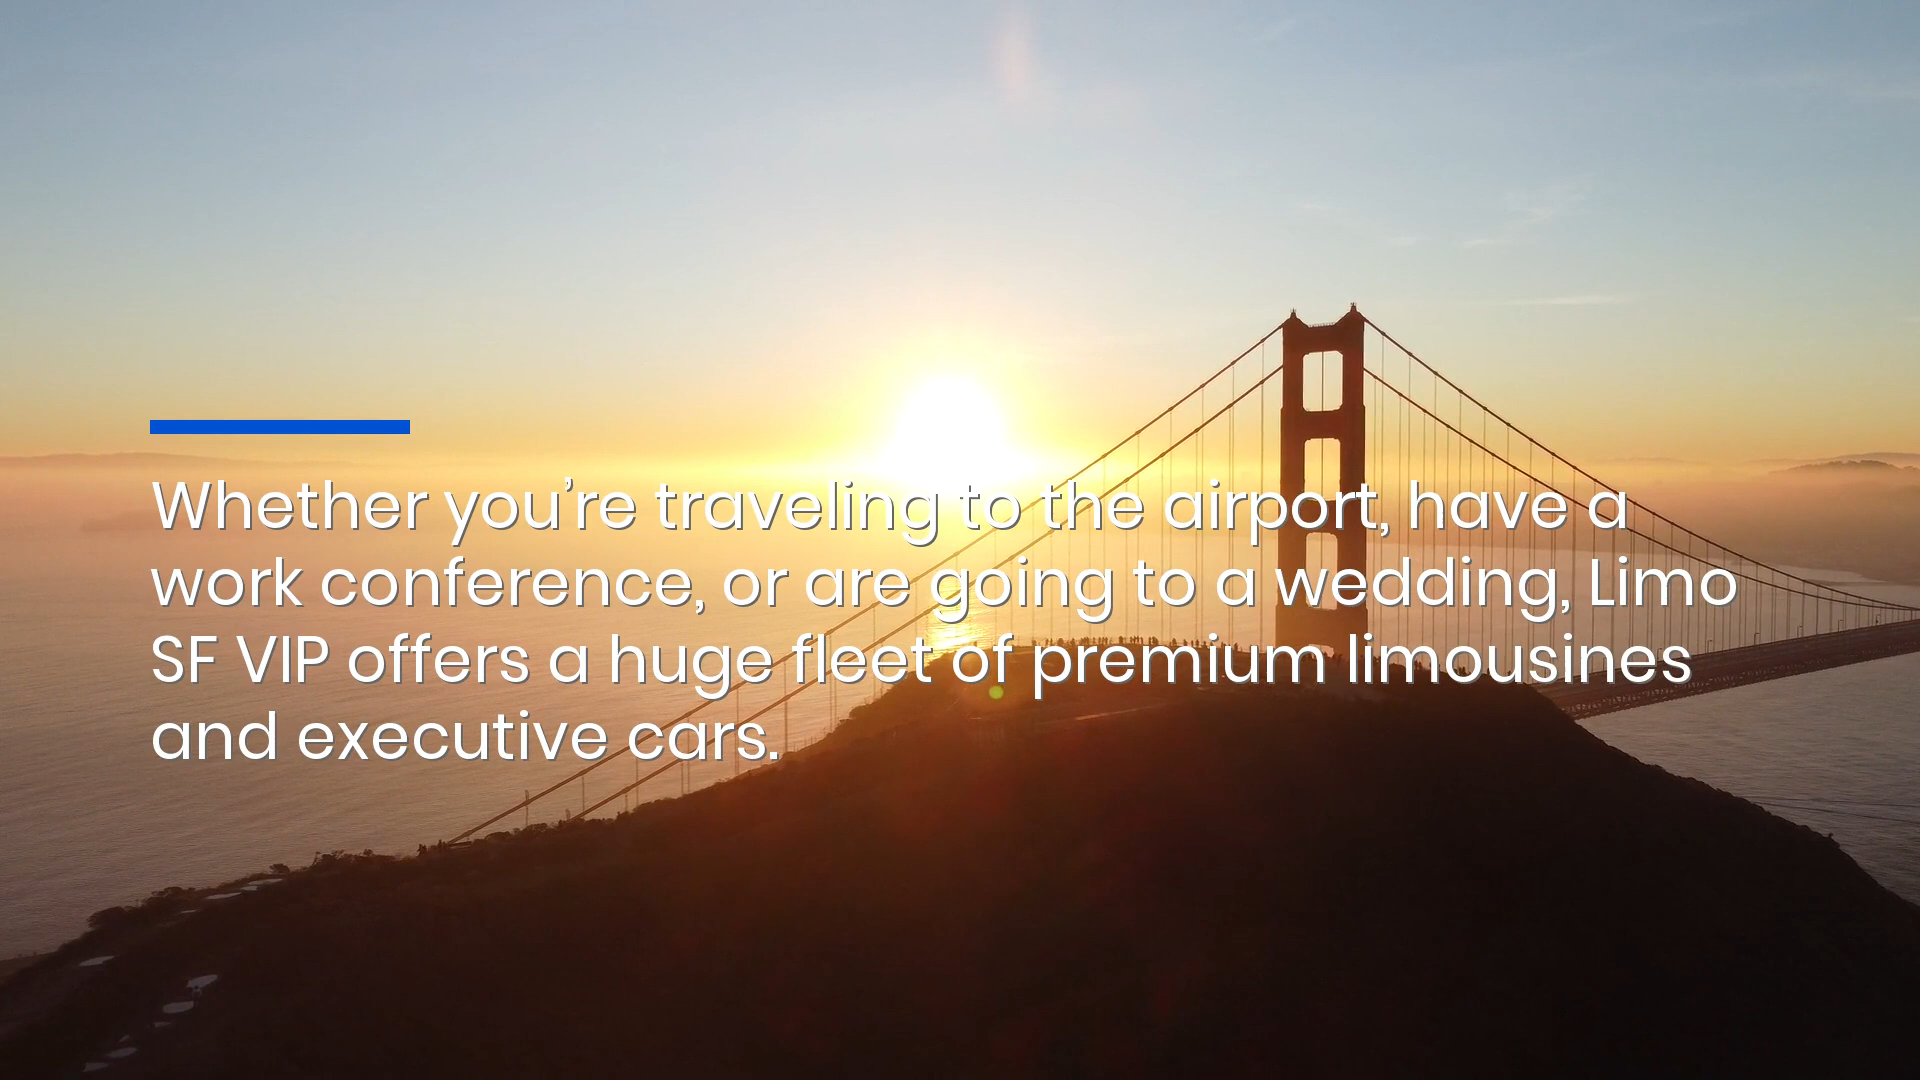 Whether you’re traveling to the airport, have a
work conference, or are going to a wedding, Limo
SF VIP offers a huge fleet of premium limousines
and executive cars.